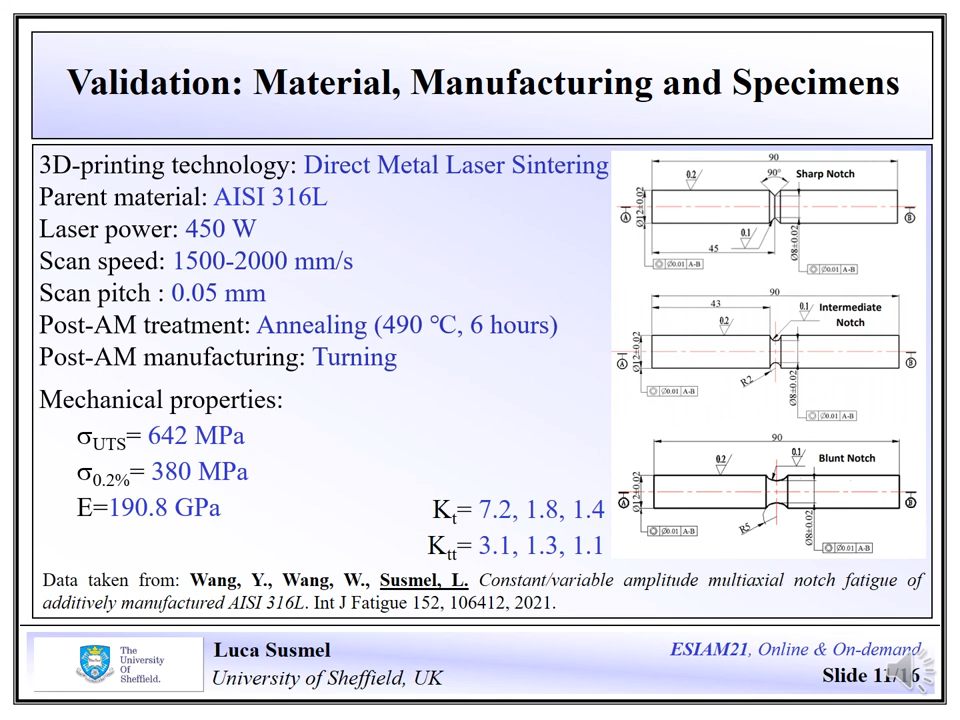 Validation: Material, Manufacturing and Specimens
3D-printing technology: Direct Metal Laser Sintering
Parent material: AISI 316L
Laser power: 450 W
Scan speed: 1500-2000 mm/s
Scan pitch : 0.05 mm
Post-AM treatment: Annealing (490 °C, 6 hours)
Post-AM manufacturing: Turning
Mechanical properties:
σUTS= 642 MPa
σ0.2%= 380 MPa
E=190.8 GPa
Kt= 7.2, 1.8, 1.4
Ktt= 3.1, 1.3, 1.1
90
0.2
90°
Sharp Notch
Ø12±0.02
A
B
0.1
45
Ø8±0.02
◎ Ø0.01 A-B
◎ Ø0.01 A-B
90
43
0.1
Intermediate
Notch
0.2
Ø12±0.02
A
B
R2
Ø8±0.02
◎ Ø0.01 A-B
◎ Ø0.01 A-B
90
0.2
0.1
Blunt Notch
Ø12±0.02
A
B
R5
Ø8±0.02
◎ Ø0.01 A-B
◎ Ø0.01 A-B
Data taken from: Wang, Y., Wang, W., Susmel, L. Constant/variable amplitude multiaxial notch fatigue of
additively manufactured AISI 316L. Int J Fatigue 152, 106412, 2021.
The
University
Of
Sheffield.
Luca Susmel
University of Sheffield, UK
ESIAM21, Online & On-demand
Slide 11/16